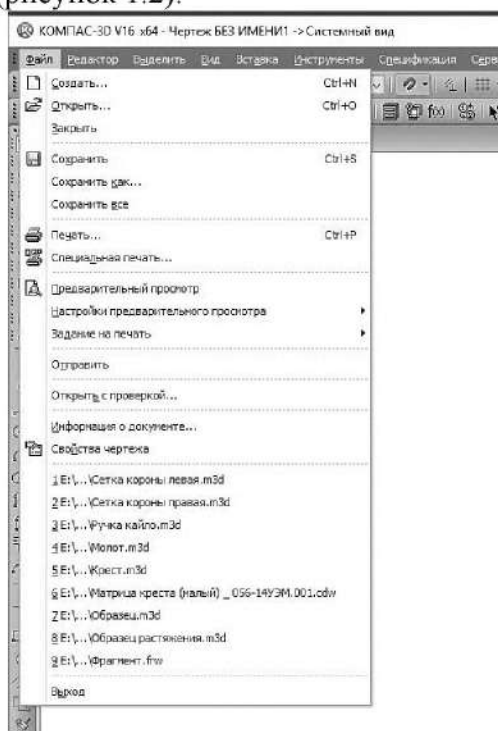 (рисунок 1.2).
КОМПАС-3D V16 x64 - Чертеж БЕЗ ИМЕНИ1 ->Системный вид
Файл Редактор Выделить Вид Вставка Инструменты Спецификация Серв
Создать... Ctrl+N
Открыть... Ctrl+O
f(x)
Закрыть
Сохранить Ctrl+S
Сохранить как...
Сохранить все
Печать... Ctrl+P
Специальная печать...
Предварительный просмотр
Настройки предварительного просмотра
Задание на печать
Отправить
Открыть с проверкой...
Информация о документе...
Свойства чертежа
1 E:\...\Сетка короны левая.m3d
2 E:\...\Сетка короны правая.m3d
3 E:\...\Ручка кайло.m3d
4 E:\...\Молот.m3d
5 E:\...\Крест.m3d
6 E:\...\Матрица креста (малый) _ 056-14УЭМ.001.cdw
7 E:\...\Образец.m3d
8 E:\...\Образец растяжения.m3d
9 E:\...\Фрагмент.frw
Выход